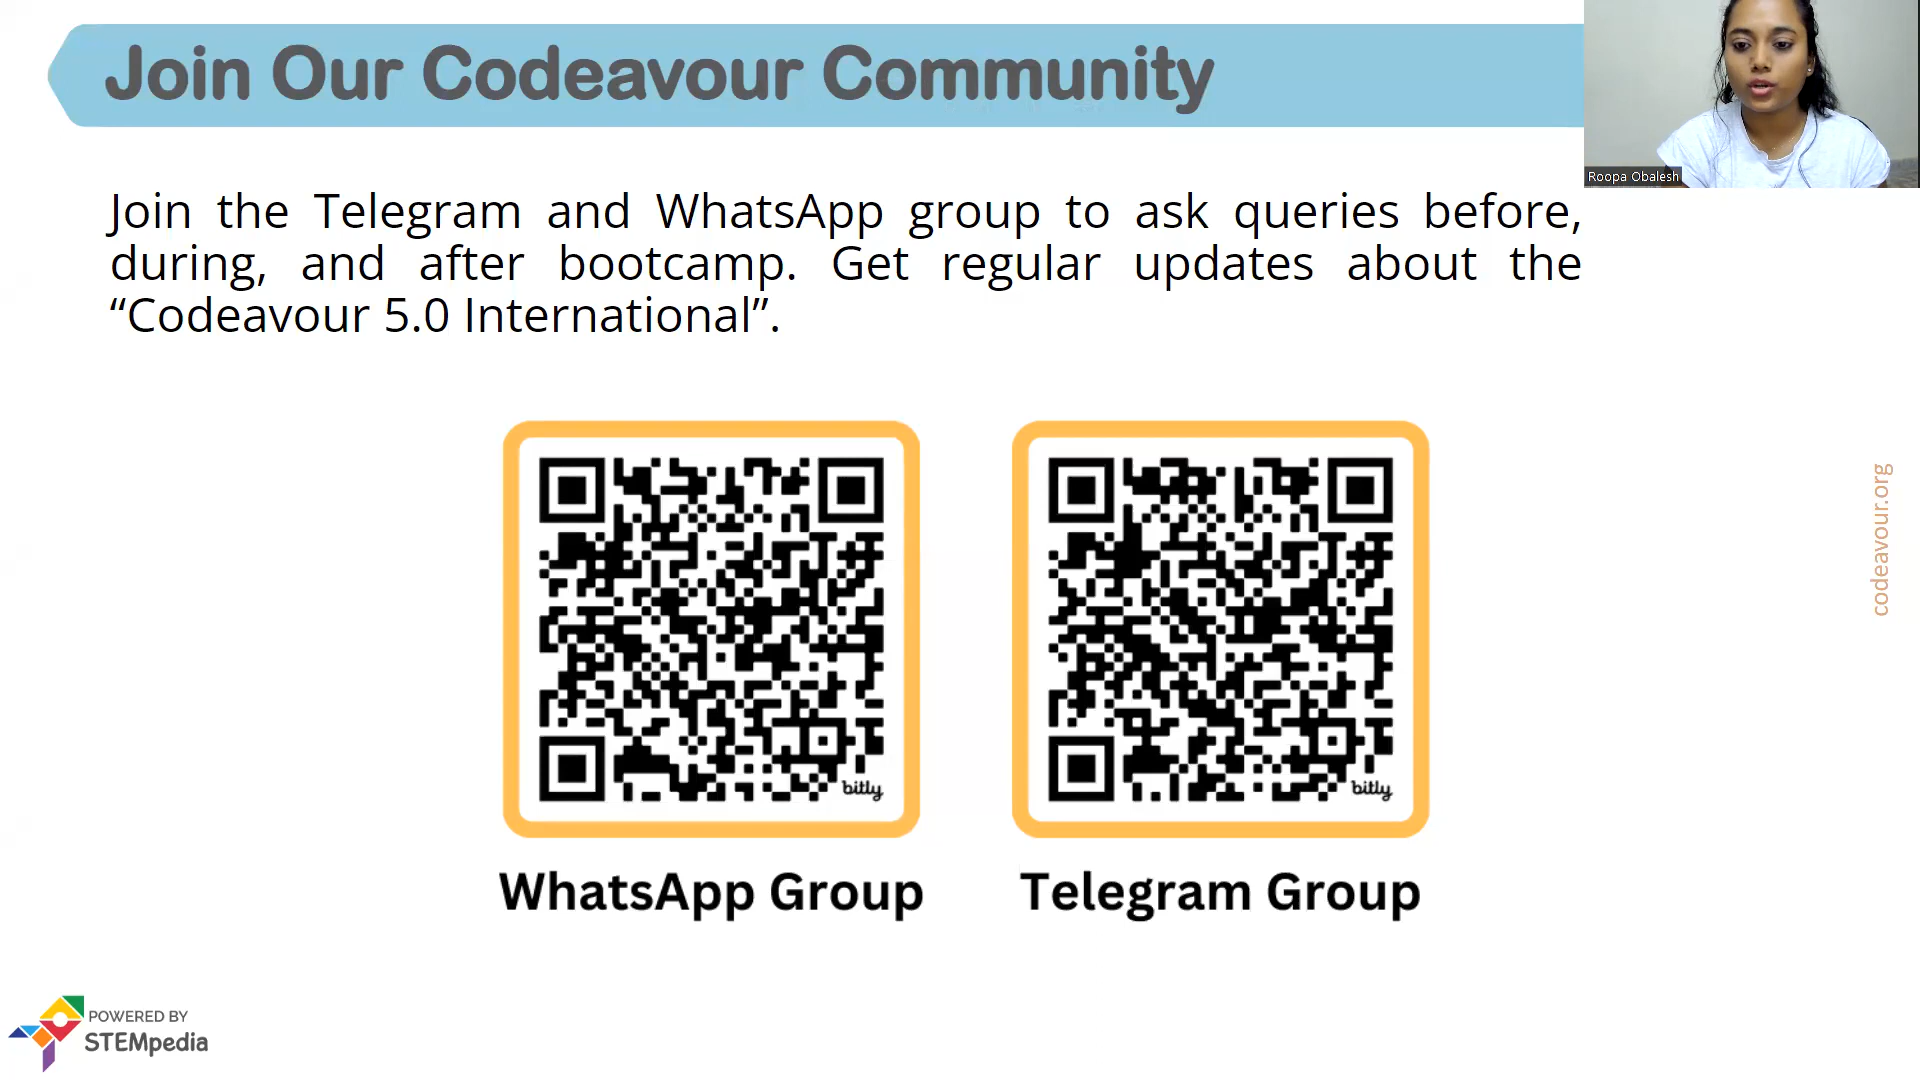 Join Our Codeavour Community
Roopa Obalesh
Join the Telegram and WhatsApp group to ask queries before,
during, and after bootcamp. Get regular updates about the
“Codeavour 5.0 International”.
codeavour.org
bitly
bitly
WhatsApp Group
Telegram Group
POWERED BY
STEMpedia